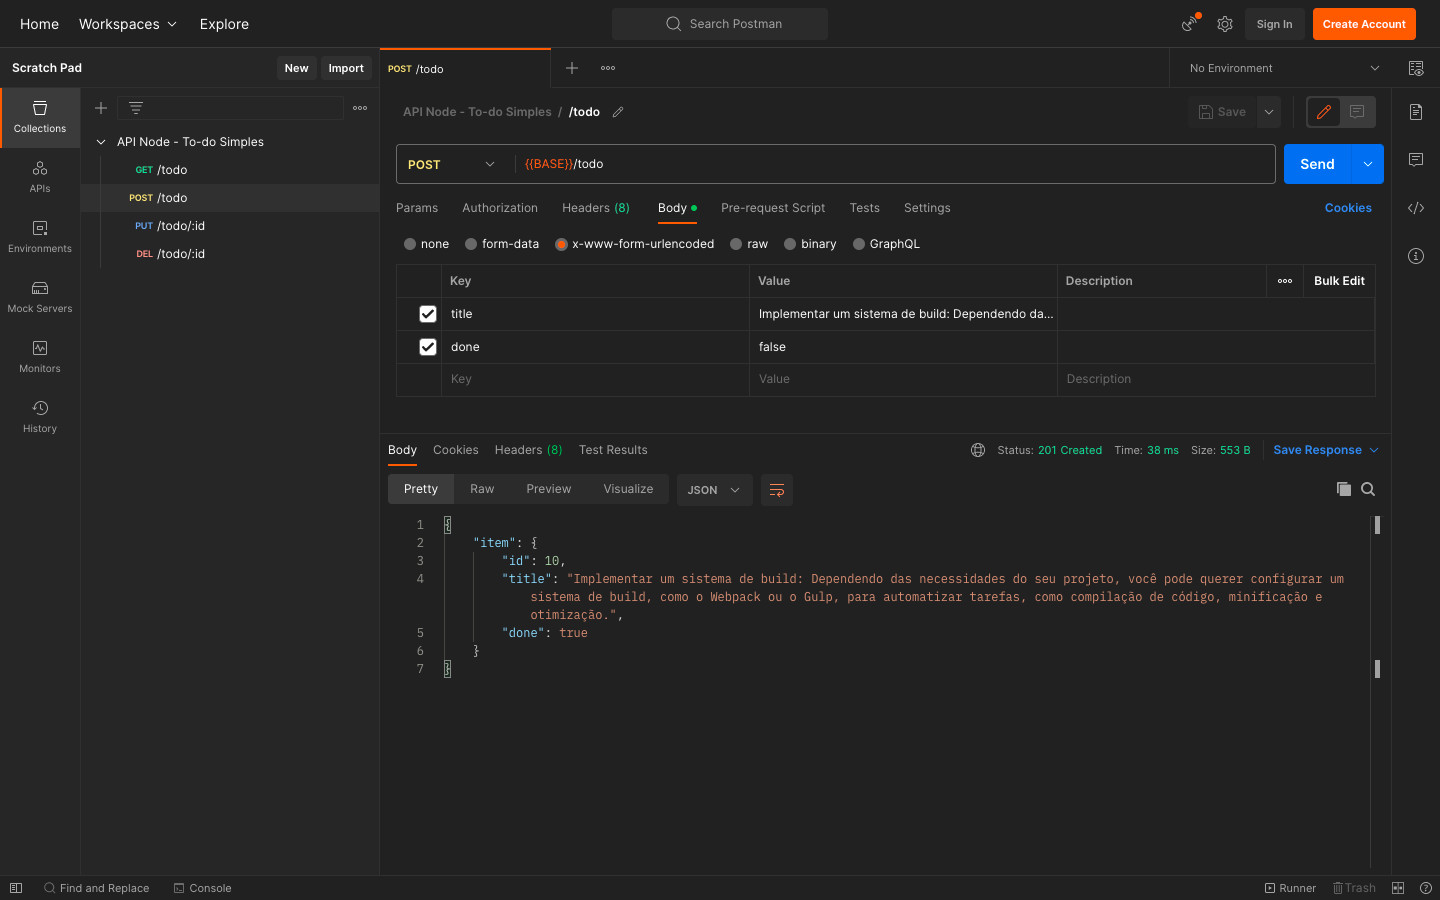 Home Workspaces Explore Search Postman Sign In Create Account
Scratch Pad New Import POST /todo No Environment
Collections
APIs
Environments
Mock Servers
Monitors
History
API Node - To-do Simples
GET /todo
POST /todo
PUT /todo/:id
DEL /todo/:id
API Node - To-do Simples / /todo Save
POST {{BASE}}/todo Send
Params Authorization Headers (8) Body Pre-request Script Tests Settings Cookies
none form-data x-www-form-urlencoded raw binary GraphQL
Key Value Description Bulk Edit
title Implementar um sistema de build: Dependendo da...
done false
Key Value Description
Body Cookies Headers (8) Test Results Status: 201 Created Time: 38 ms Size: 553 B Save Response
Pretty Raw Preview Visualize JSON
1 {
2 "item": {
3 "id": 10,
4 "title": "Implementar um sistema de build: Dependendo das necessidades do seu projeto, você pode querer configurar um
sistema de build, como o Webpack ou o Gulp, para automatizar tarefas, como compilação de código, minificação e
otimização.",
5 "done": true
6 }
7 }
Find and Replace Console Runner Trash